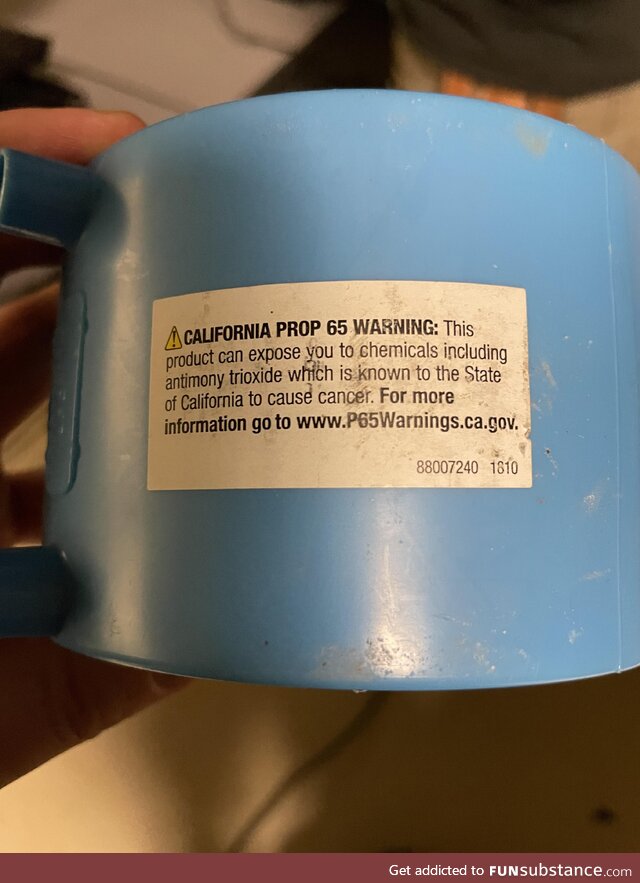 ⚠CALIFORNIA PROP 65 WARNING: This
product can expose you to chemicals including
antimony trioxide which is known to the State
of California to cause cancer. For more
information go to www.P65Warnings.ca.gov.
88007240 1810
Get addicted to FUNsubstance.com